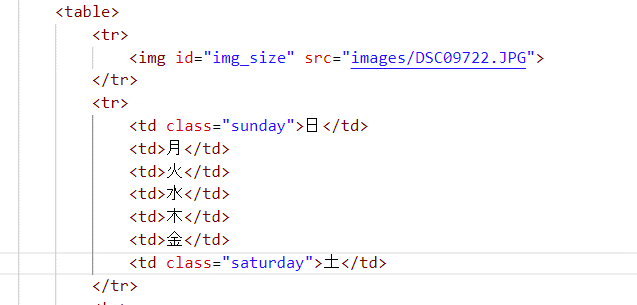 <table>
<tr>
<img id="img_size" src="images/DSC09722.JPG">
</tr>
<tr>
<td class="sunday">日</td>
<td>月</td>
<td>火</td>
<td>水</td>
<td>木</td>
<td>金</td>
<td class="saturday">土</td>
</tr>